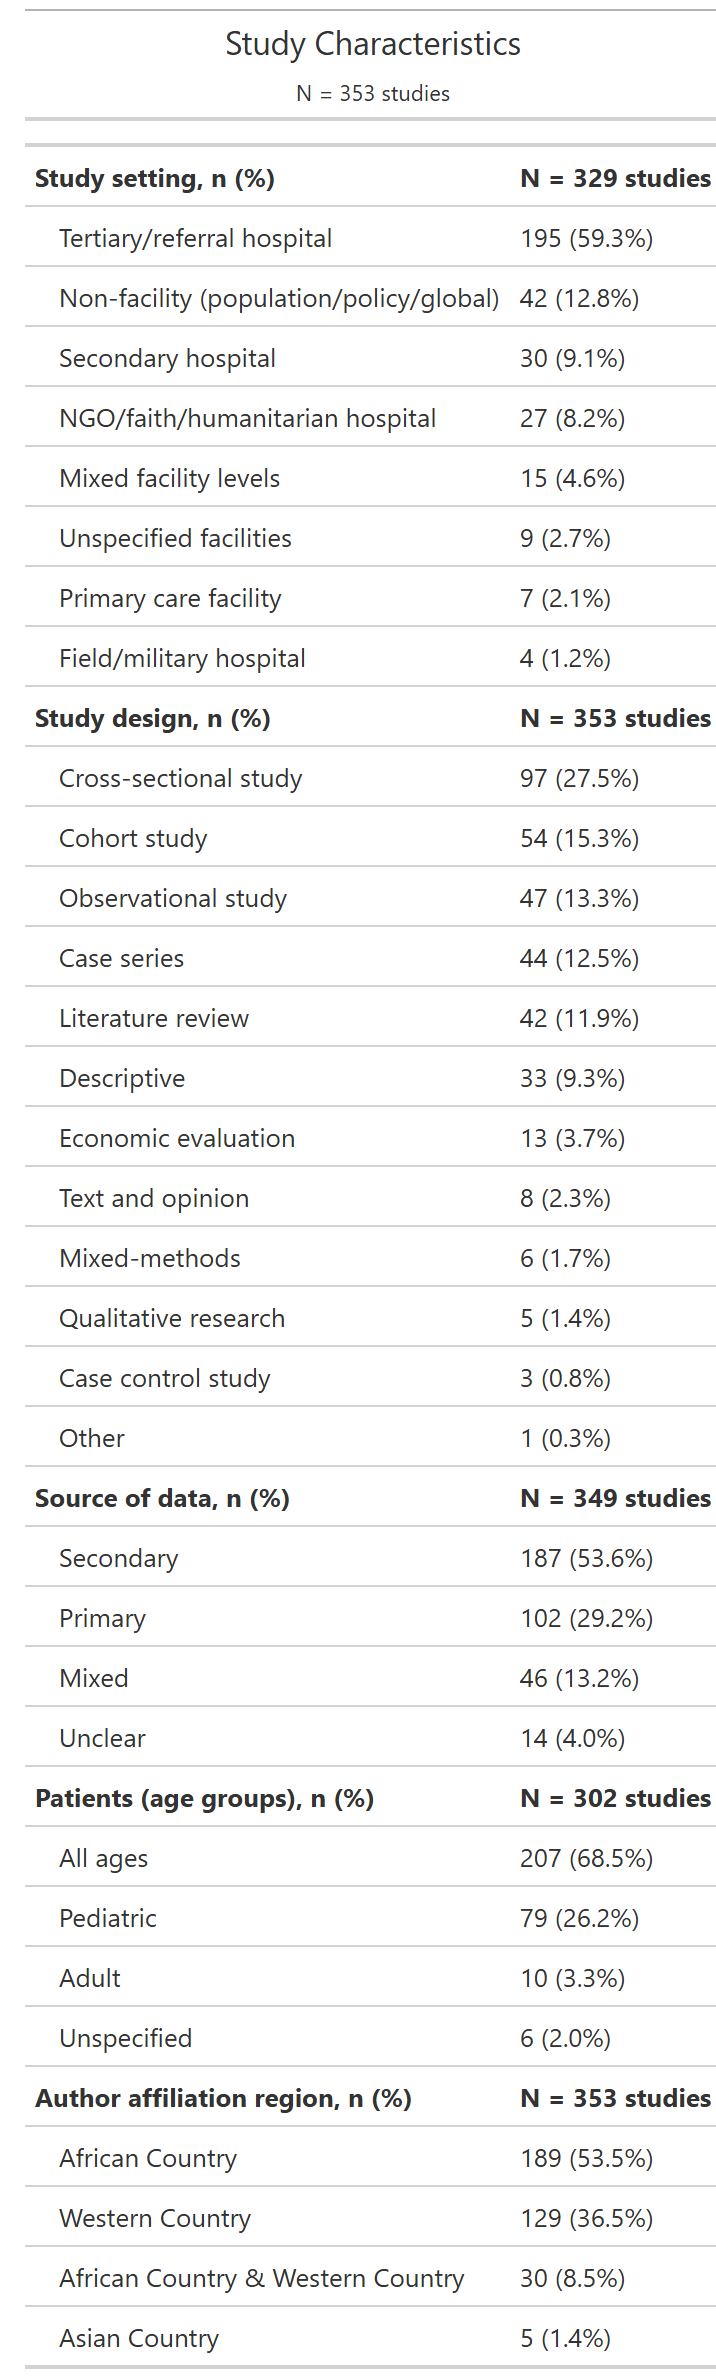 Study Characteristics
N = 353 studies
Study setting, n (%) N = 329 studies
Tertiary/referral hospital 195 (59.3%)
Non-facility (population/policy/global) 42 (12.8%)
Secondary hospital 30 (9.1%)
NGO/faith/humanitarian hospital 27 (8.2%)
Mixed facility levels 15 (4.6%)
Unspecified facilities 9 (2.7%)
Primary care facility 7 (2.1%)
Field/military hospital 4 (1.2%)
Study design, n (%) N = 353 studies
Cross-sectional study 97 (27.5%)
Cohort study 54 (15.3%)
Observational study 47 (13.3%)
Case series 44 (12.5%)
Literature review 42 (11.9%)
Descriptive 33 (9.3%)
Economic evaluation 13 (3.7%)
Text and opinion 8 (2.3%)
Mixed-methods 6 (1.7%)
Qualitative research 5 (1.4%)
Case control study 3 (0.8%)
Other 1 (0.3%)
Source of data, n (%) N = 349 studies
Secondary 187 (53.6%)
Primary 102 (29.2%)
Mixed 46 (13.2%)
Unclear 14 (4.0%)
Patients (age groups), n (%) N = 302 studies
All ages 207 (68.5%)
Pediatric 79 (26.2%)
Adult 10 (3.3%)
Unspecified 6 (2.0%)
Author affiliation region, n (%) N = 353 studies
African Country 189 (53.5%)
Western Country 129 (36.5%)
African Country & Western Country 30 (8.5%)
Asian Country 5 (1.4%)